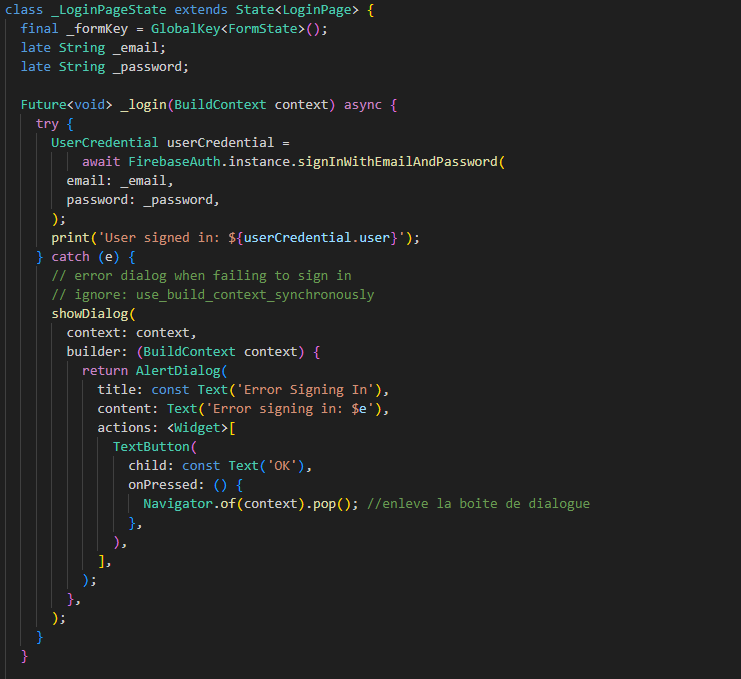 class _LoginPageState extends State<LoginPage> {
  final _formKey = GlobalKey<FormState>();
  late String _email;
  late String _password;

  Future<void> _login(BuildContext context) async {
    try {
      UserCredential userCredential =
          await FirebaseAuth.instance.signInWithEmailAndPassword(
        email: _email,
        password: _password,
      );
      print('User signed in: ${userCredential.user}');
    } catch (e) {
      // error dialog when failing to sign in
      // ignore: use_build_context_synchronously
      showDialog(
        context: context,
        builder: (BuildContext context) {
          return AlertDialog(
            title: const Text('Error Signing In'),
            content: Text('Error signing in: $e'),
            actions: <Widget>[
              TextButton(
                child: const Text('OK'),
                onPressed: () {
                  Navigator.of(context).pop(); //enleve la boite de dialogue
                },
              ),
            ],
          );
        },
      );
    }
  }